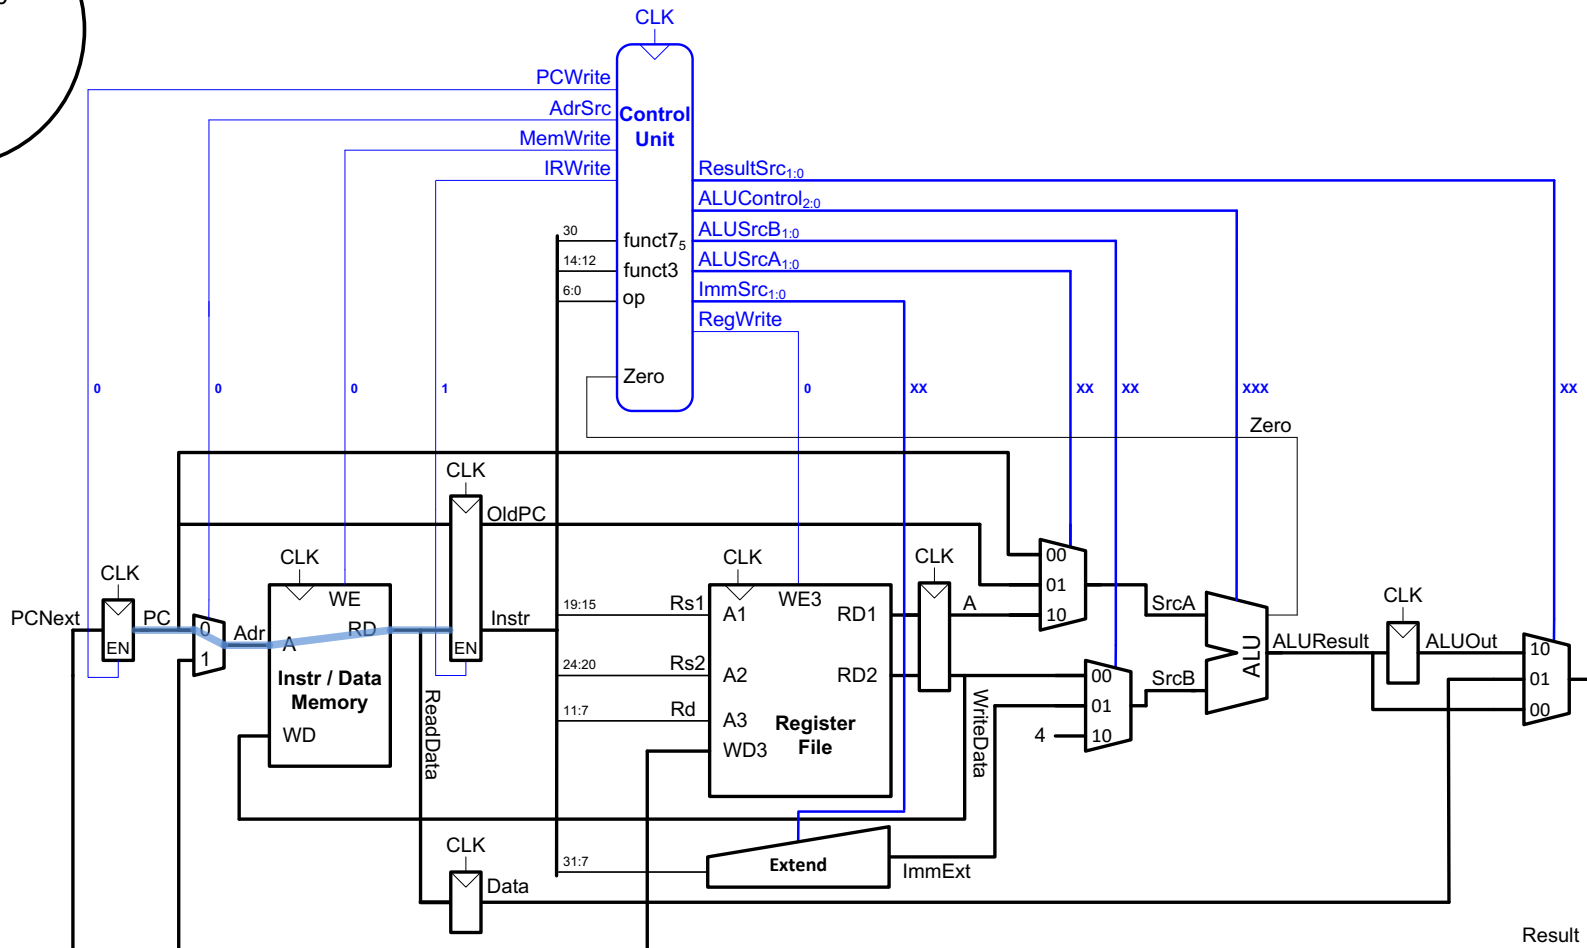 CLK
PCWrite
AdrSrc
MemWrite
IRWrite
Control
Unit
ResultSrc1:0
ALUControl2:0
ALUSrcB1:0
ALUSrcA1:0
ImmSrc1:0
RegWrite
30
14:12
6:0
funct75
funct3
op
Zero
0
0
0
1
0
XX
XX
XX
XXX
XX
Zero
CLK
OldPC
CLK
PCNext
EN
PC
0
1
Adr
CLK
WE
A
RD
Instr / Data
Memory
WD
EN
Instr
ReadData
19:15
Rs1
24:20
Rs2
11:7
Rd
CLK
WE3
A1
RD1
A2
RD2
A3
WD3
Register
File
CLK
A
WriteData
00
01
10
00
01
10
4
SrcA
SrcB
ALU
ALUResult
CLK
ALUOut
10
01
00
31:7
Extend
ImmExt
CLK
Data
Result